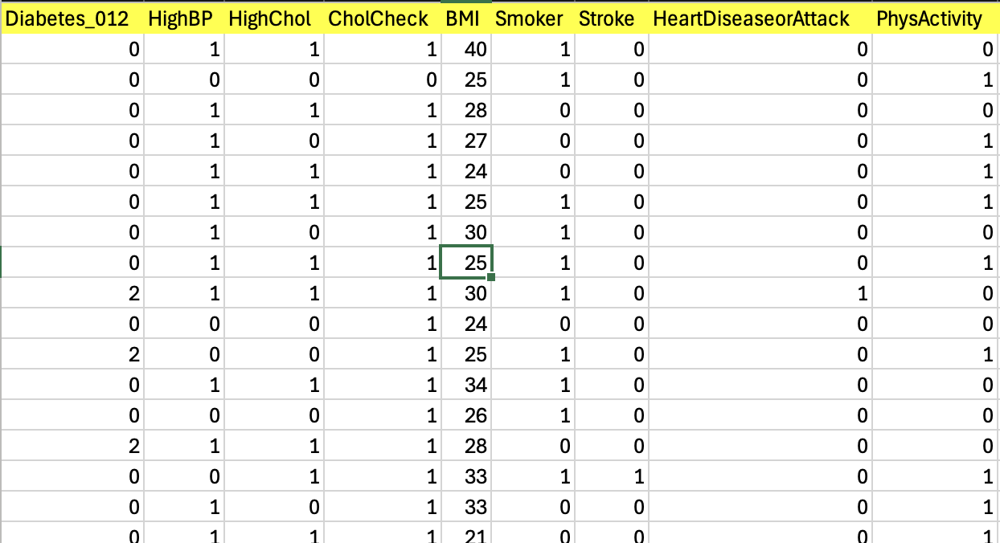 Diabetes_012 HighBP HighChol CholCheck BMI Smoker Stroke HeartDiseaseorAttack PhysActivity
0 1 1 1 40 1 0 0 0
0 0 0 0 25 1 0 0 1
0 1 1 1 28 0 0 0 0
0 1 0 1 27 0 0 0 1
0 1 1 1 24 0 0 0 1
0 1 1 1 25 1 0 0 1
0 1 0 1 30 1 0 0 0
0 1 1 1 25 1 0 0 1
2 1 1 1 30 1 0 1 0
0 0 0 1 24 0 0 0 0
2 0 0 1 25 1 0 0 1
0 1 1 1 34 1 0 0 0
0 0 0 1 26 1 0 0 0
2 1 1 1 28 0 0 0 0
0 0 1 1 33 1 1 0 1
0 1 0 1 33 0 0 0 1
0 1 1 1 21 0 0 0 1